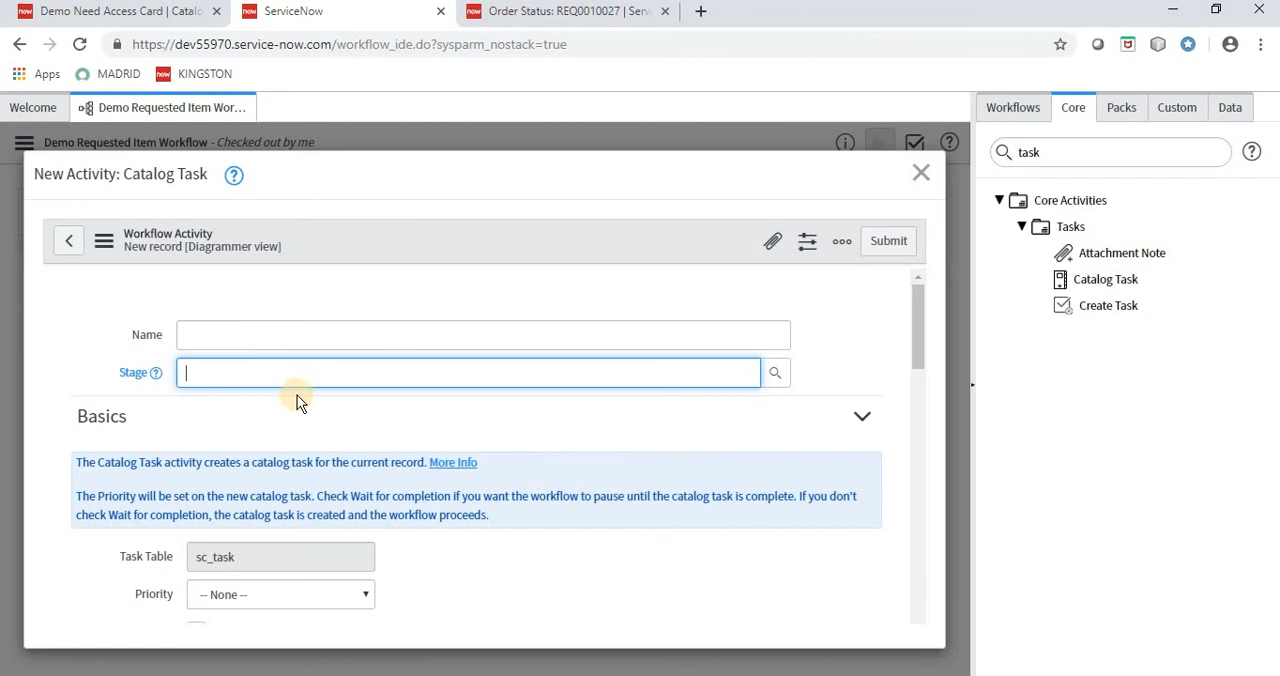 now Demo Need Access Card | Catalo
now ServiceNow
now Order Status: REQ0010027 | Serv
https://dev55970.service-now.com/workflow_ide.do?sysparm_nostack=true
Apps MADRID now KINGSTON
Welcome Demo Requested Item Wor... Workflows Core Packs Custom Data
Demo Requested Item Workflow - Checked out by me
task
New Activity: Catalog Task
Workflow Activity
New record [Diagrammer view]
Submit
Name
Stage
Basics
The Catalog Task activity creates a catalog task for the current record. More Info
The Priority will be set on the new catalog task. Check Wait for completion if you want the workflow to pause until the catalog task is complete. If you don't
check Wait for completion, the catalog task is created and the workflow proceeds.
Task Table sc_task
Priority -- None --
Core Activities
Tasks
Attachment Note
Catalog Task
Create Task